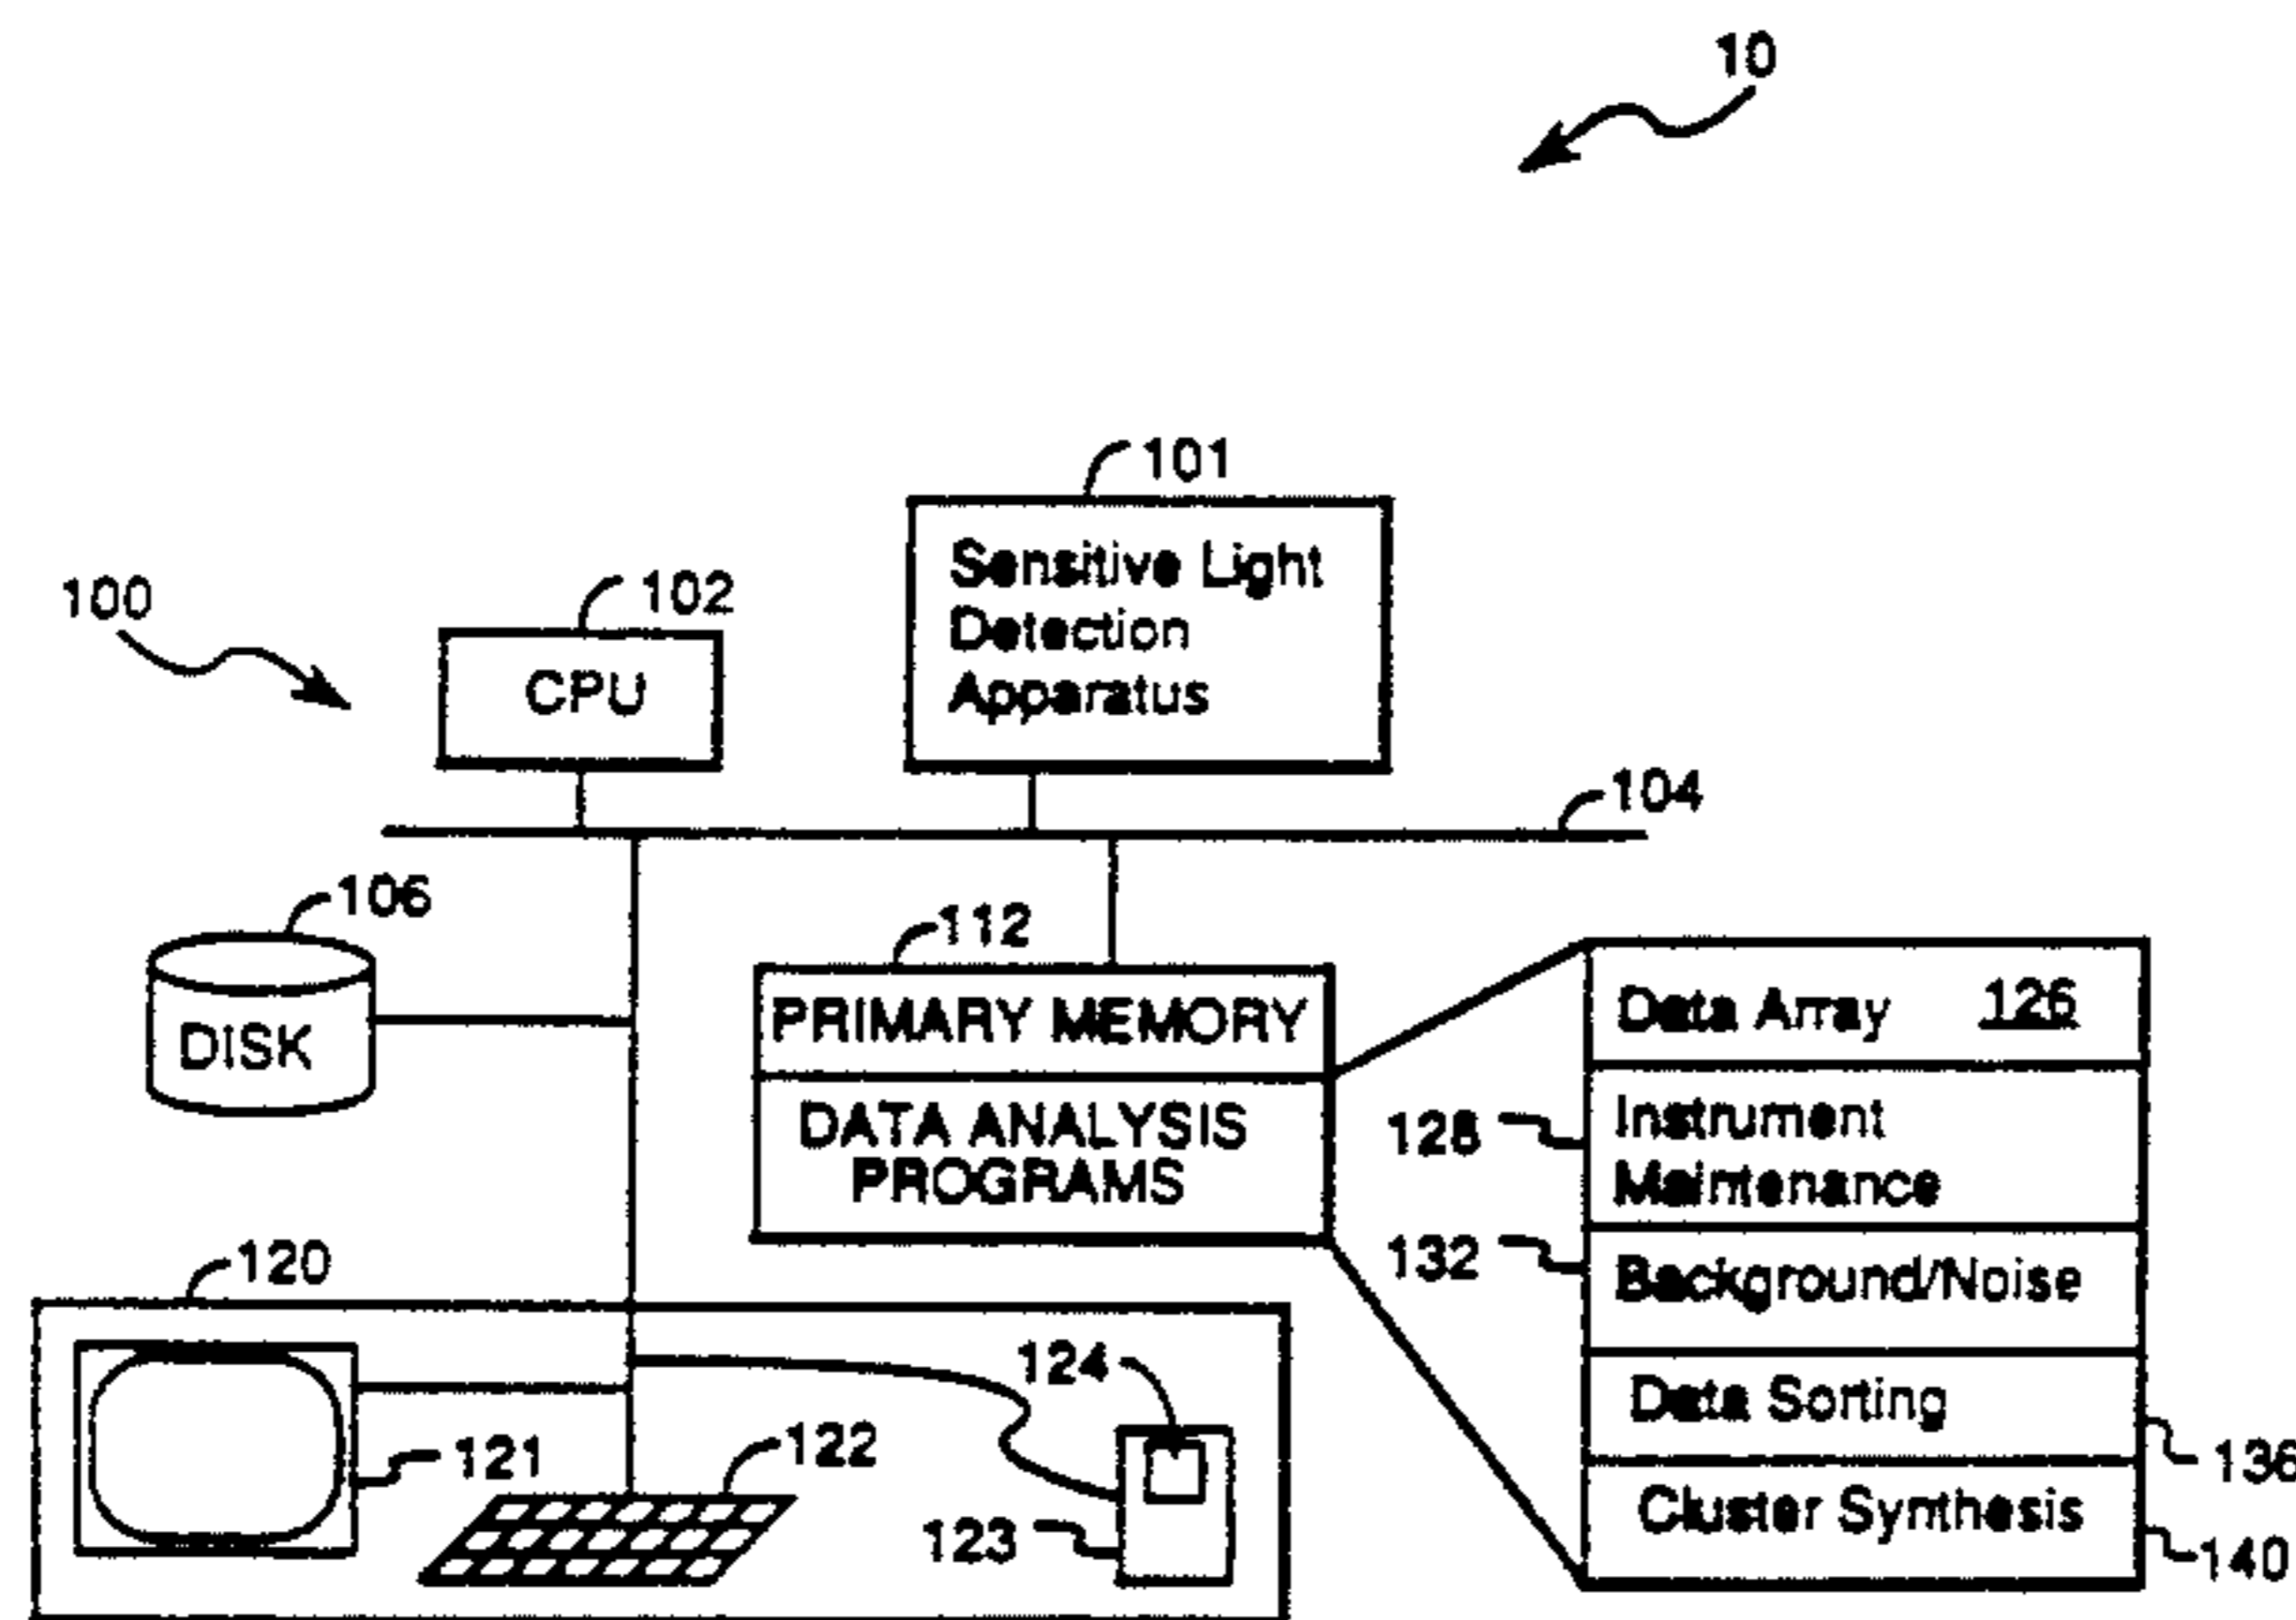 10
101
Sensitive Light
Detection
Apparatus
100
102
CPU
104
106
DISK
112
PRIMARY MEMORY
DATA ANALYSIS
PROGRAMS
Data Array 126
128
Instrument
Maintenance
132
Background/Noise
Data Sorting
136
Cluster Synthesis
140
120
121
122
124
123